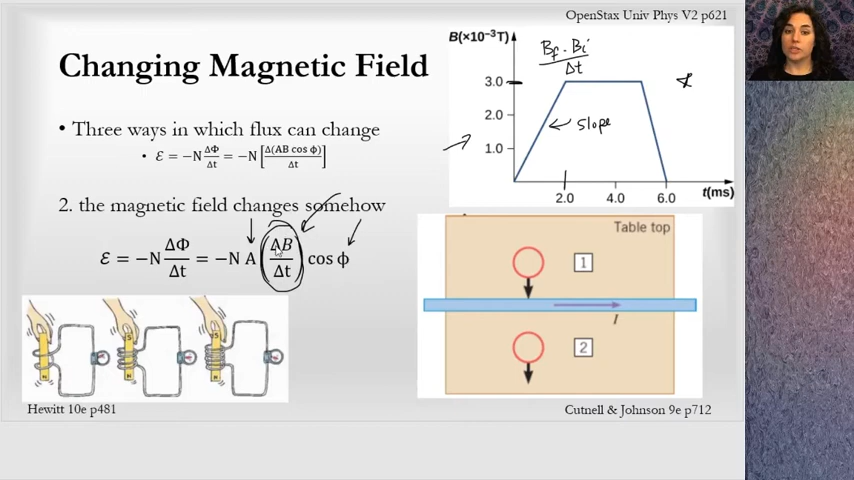 OpenStax Univ Phys V2 p621
Changing Magnetic Field
• Three ways in which flux can change
• Ɛ = −N ΔΦ/Δt = −N [Δ(AB cos ϕ)/Δt]
2. the magnetic field changes somehow
Ɛ = −N ΔΦ/Δt = −N A (ΔB/Δt) cos ϕ
B(×10⁻³T)
Bf - Bi
Δt
3.0
2.0
slope
1.0
2.0 4.0 6.0 t(ms)
Table top
1
I
2
Hewitt 10e p481
Cutnell & Johnson 9e p712